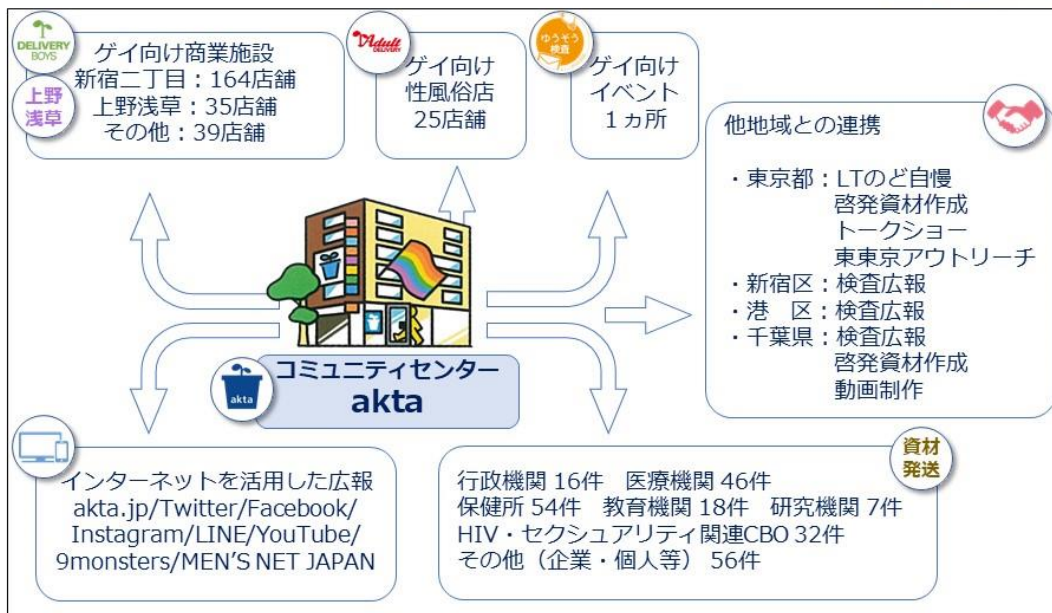 DELIVERY
BOYS
上野
浅草
ゲイ向け商業施設
新宿二丁目：164店舗
上野浅草：35店舗
その他：39店舗
Adult
DELIVERY
ゲイ向け
性風俗店
25店舗
ゆうそう
検査
ゲイ向け
イベント
１ヵ所
他地域との連携
・東京都：LTのど自慢
啓発資材作成
トークショー
東東京アウトリーチ
・新宿区：検査広報
・港　区：検査広報
・千葉県：検査広報
啓発資材作成
動画制作
akta
コミュニティセンター
akta
インターネットを活用した広報
akta.jp/Twitter/Facebook/
Instagram/LINE/YouTube/
9monsters/MEN’S NET JAPAN
資材
発送
行政機関 16件　医療機関 46件
保健所 54件　教育機関 18件　研究機関 7件
HIV・セクシュアリティ関連CBO 32件
その他（企業・個人等） 56件